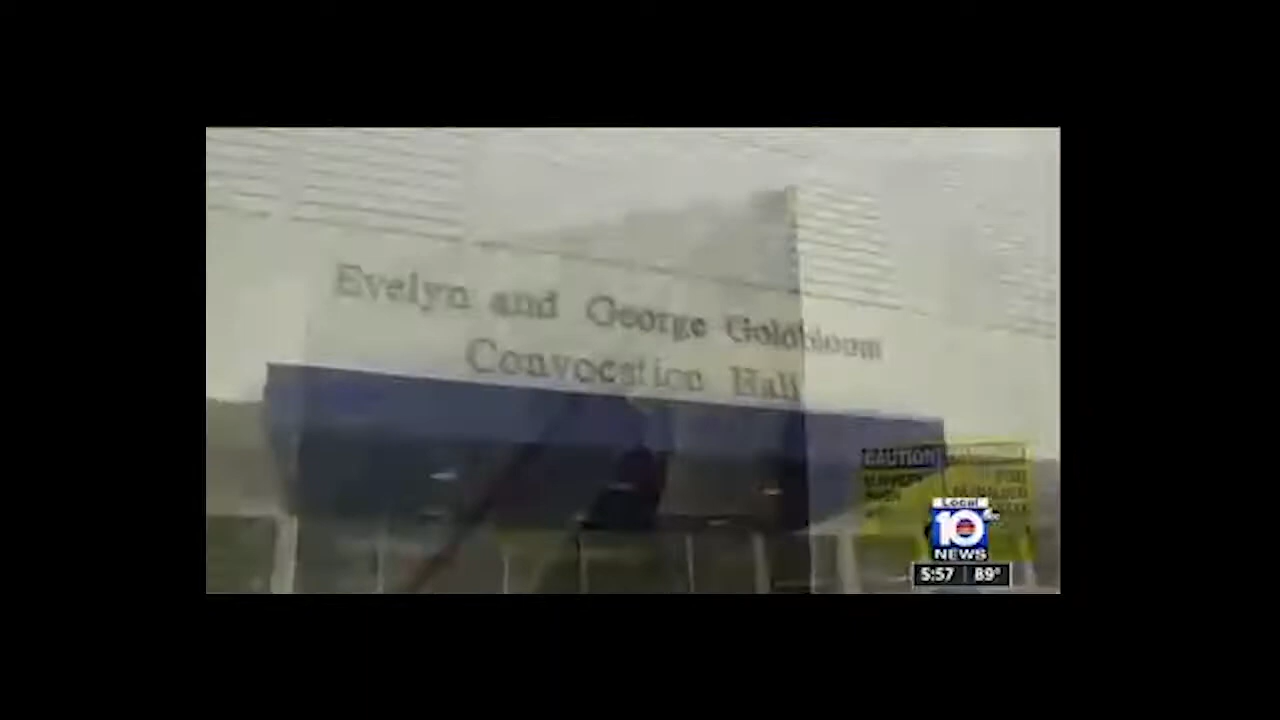 Evelyn and George Goldbloom
Convocation Hall
CAUTION
Local
10
NEWS
5:57 89°